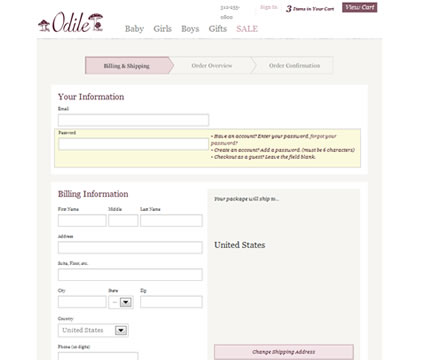 Odile
512-435-
0800
Sign In
3 Items in Your Cart
View Cart
Baby Girls Boys Gifts SALE
Billing & Shipping
Order Overview
Order Confirmation
Your Information
Email
Password
• Have an account? Enter your password, forgot your
password?
• Create an account? Add a password. (must be 6 characters)
• Checkout as a guest? Leave the field blank.
Billing Information
First Name
Middle
Last Name
Address
Suite, Floor, etc.
City
State
Zip
--
Country
United States
Phone (10 digits)
Your package will ship to...
United States
Change Shipping Address